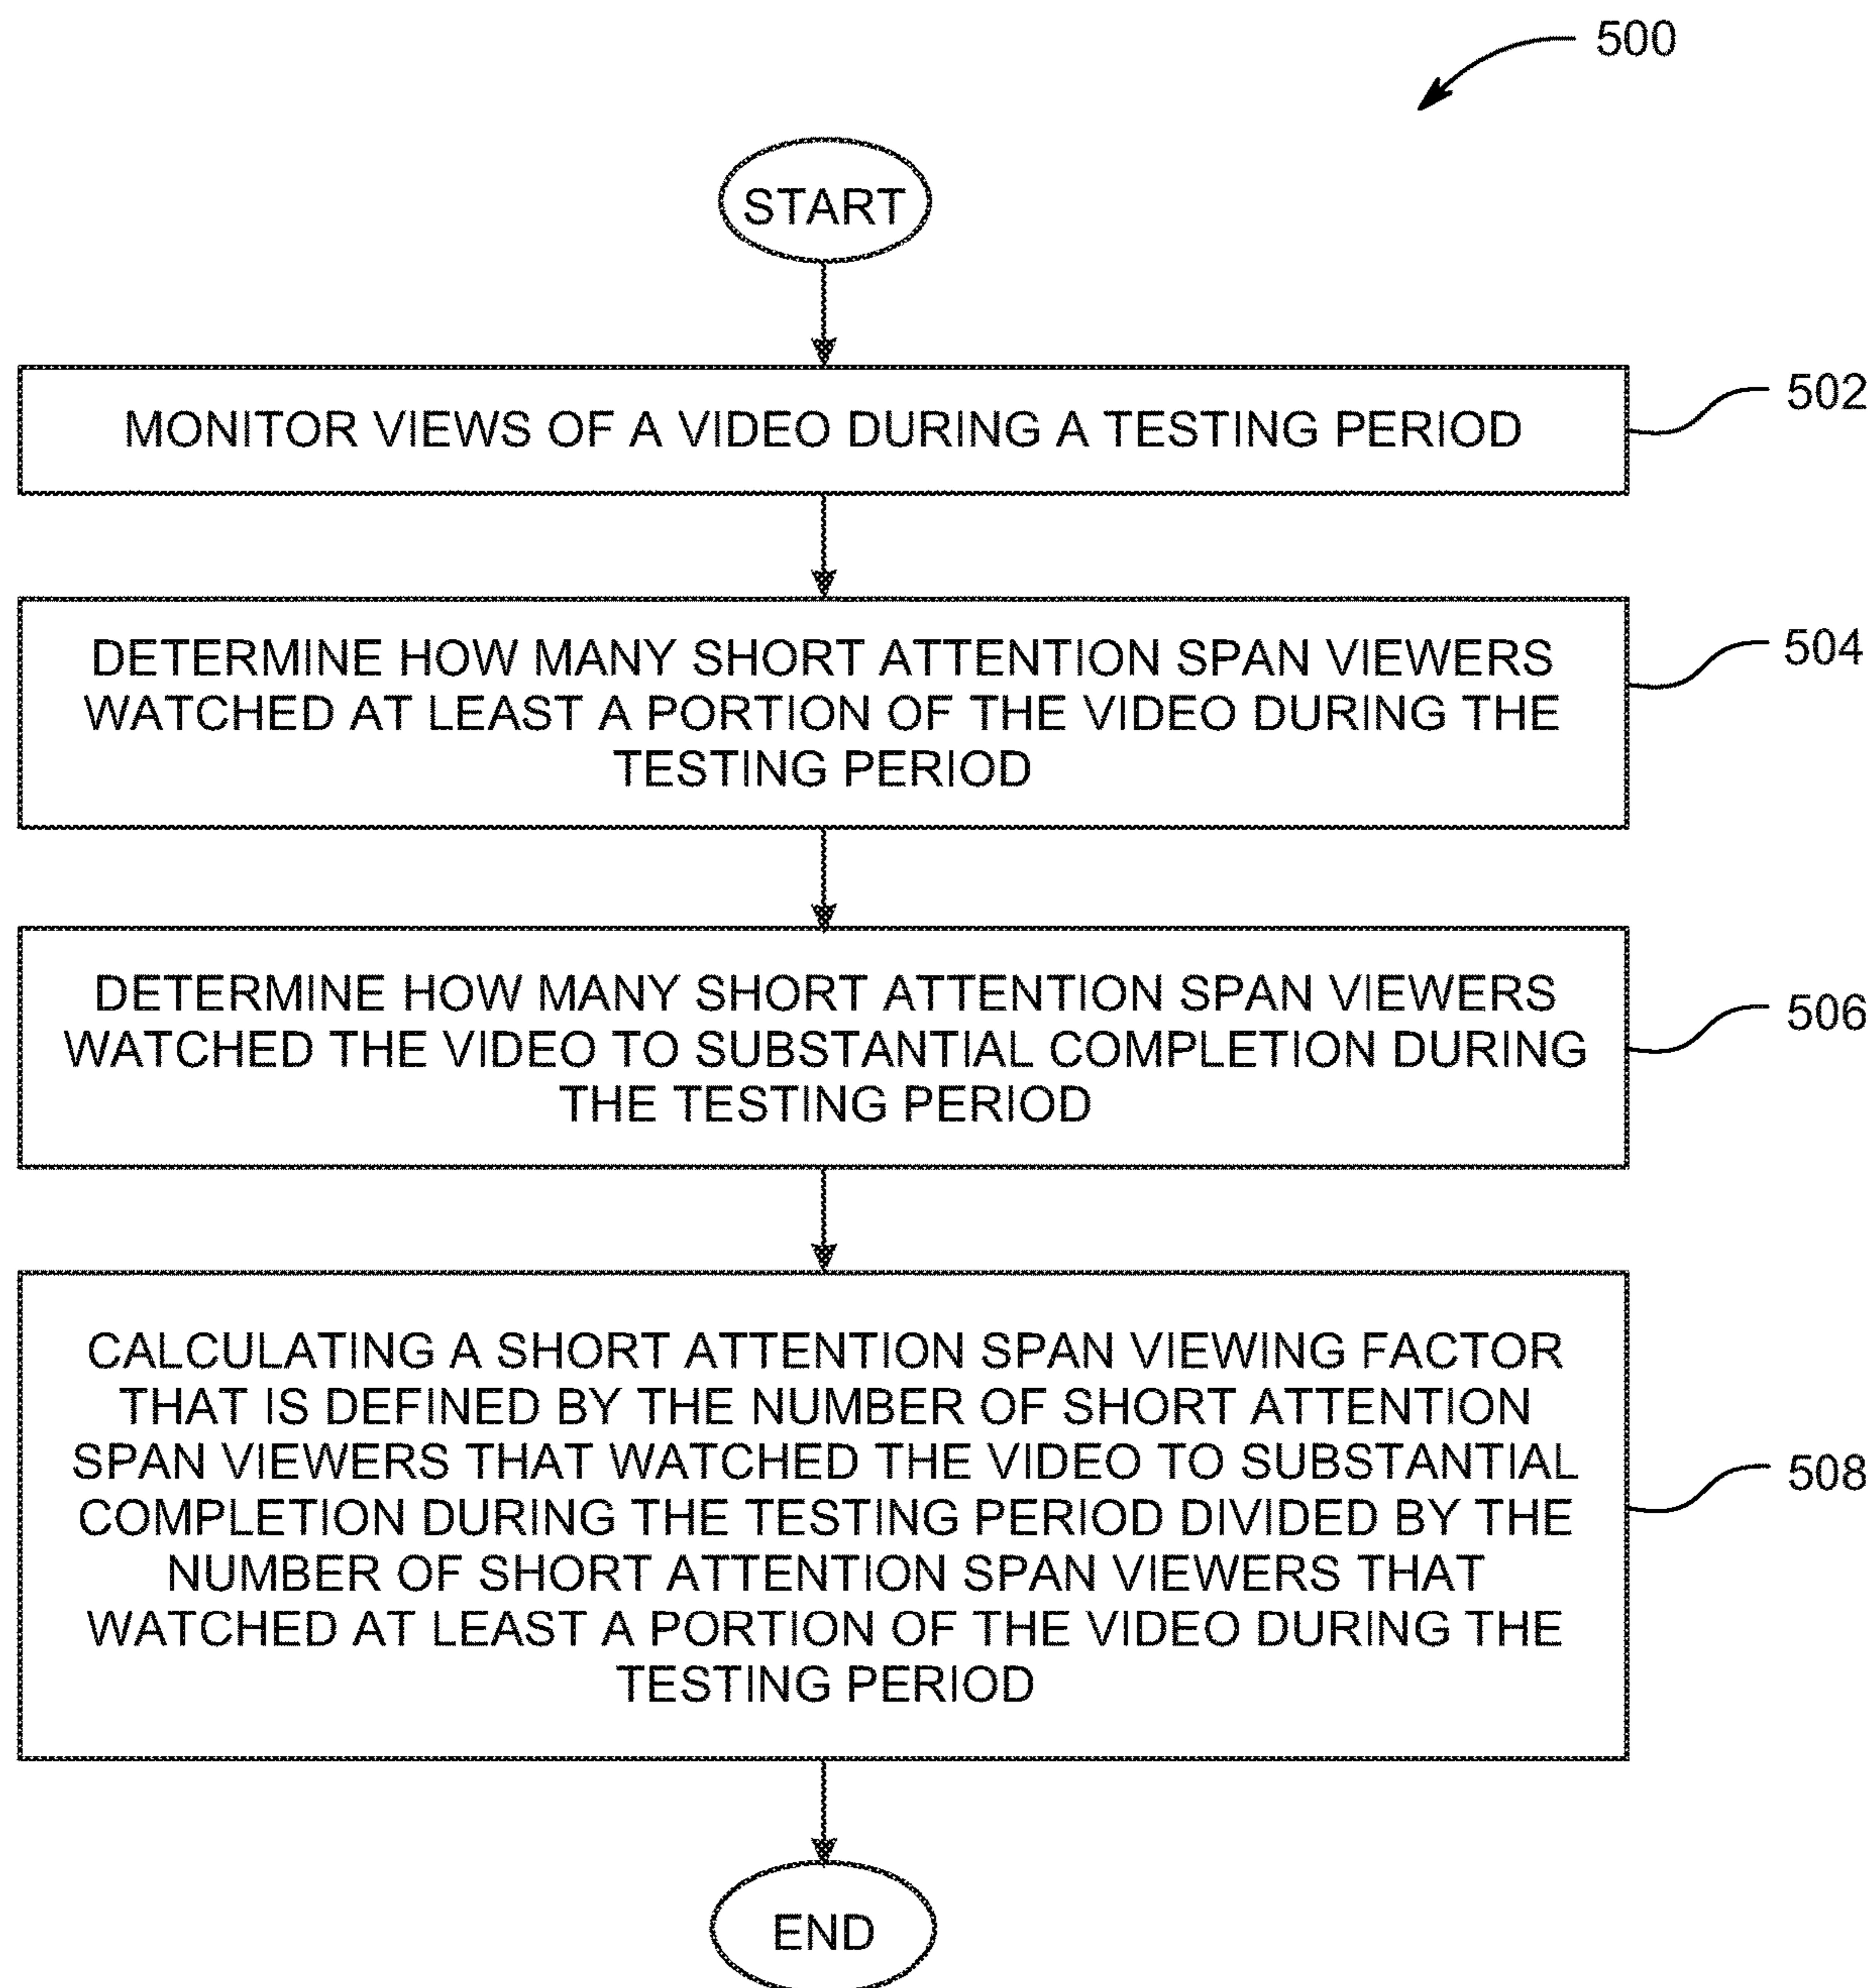 500
START
MONITOR VIEWS OF A VIDEO DURING A TESTING PERIOD
502
DETERMINE HOW MANY SHORT ATTENTION SPAN VIEWERS
WATCHED AT LEAST A PORTION OF THE VIDEO DURING THE
TESTING PERIOD
504
DETERMINE HOW MANY SHORT ATTENTION SPAN VIEWERS
WATCHED THE VIDEO TO SUBSTANTIAL COMPLETION DURING
THE TESTING PERIOD
506
CALCULATING A SHORT ATTENTION SPAN VIEWING FACTOR
THAT IS DEFINED BY THE NUMBER OF SHORT ATTENTION
SPAN VIEWERS THAT WATCHED THE VIDEO TO SUBSTANTIAL
COMPLETION DURING THE TESTING PERIOD DIVIDED BY THE
NUMBER OF SHORT ATTENTION SPAN VIEWERS THAT
WATCHED AT LEAST A PORTION OF THE VIDEO DURING THE
TESTING PERIOD
508
END